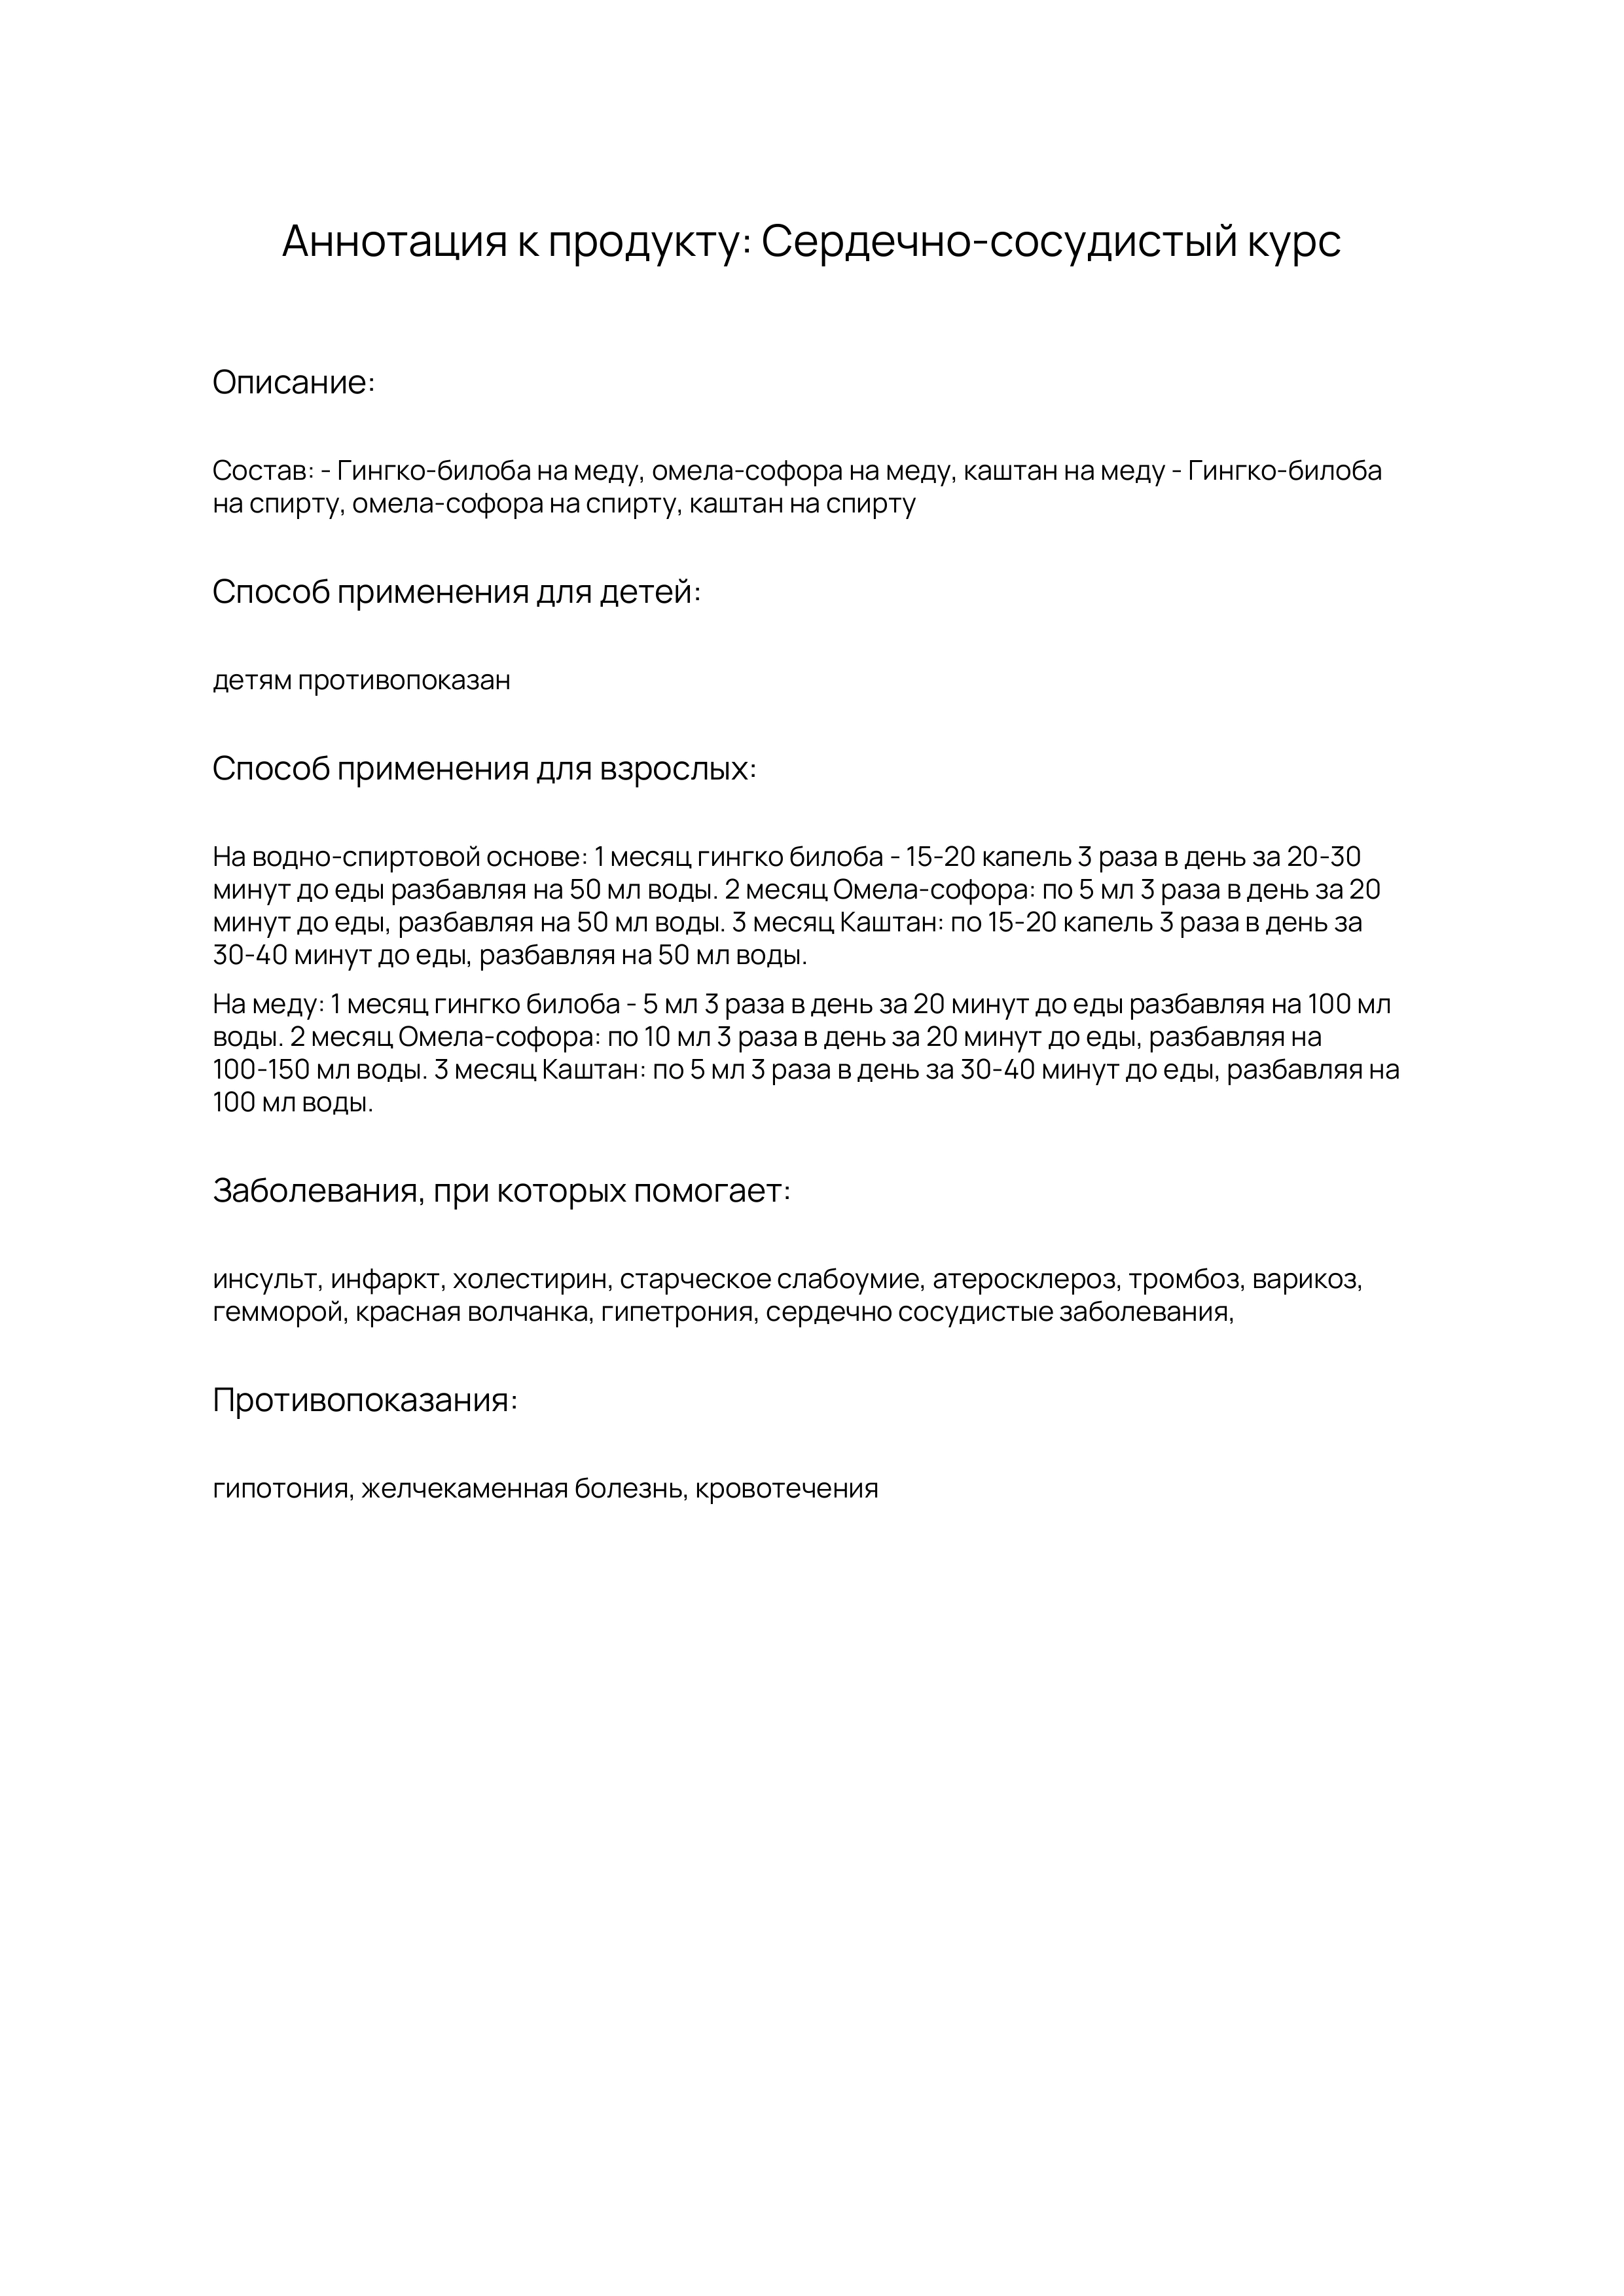 Аннотация к продукту: Сердечно-сосудистый курс
Описание:
Состав: - Гингко-билоба на меду, омела-софора на меду, каштан на меду - Гингко-билоба
на спирту, омела-софора на спирту, каштан на спирту
Способ применения для детей:
детям противопоказан
Способ применения для взрослых:
На водно-спиртовой основе: 1 месяц гингко билоба - 15-20 капель 3 раза в день за 20-30
минут до еды разбавляя на 50 мл воды. 2 месяц Омела-софора: по 5 мл 3 раза в день за 20
минут до еды, разбавляя на 50 мл воды. 3 месяц Каштан: по 15-20 капель 3 раза в день за
30-40 минут до еды, разбавляя на 50 мл воды.
На меду: 1 месяц гингко билоба - 5 мл 3 раза в день за 20 минут до еды разбавляя на 100 мл
воды. 2 месяц Омела-софора: по 10 мл 3 раза в день за 20 минут до еды, разбавляя на
100-150 мл воды. 3 месяц Каштан: по 5 мл 3 раза в день за 30-40 минут до еды, разбавляя на
100 мл воды.
Заболевания, при которых помогает:
инсульт, инфаркт, холестирин, старческое слабоумие, атеросклероз, тромбоз, варикоз,
гемморой, красная волчанка, гипетрония, сердечно сосудистые заболевания,
Противопоказания:
гипотония, желчекаменная болезнь, кровотечения